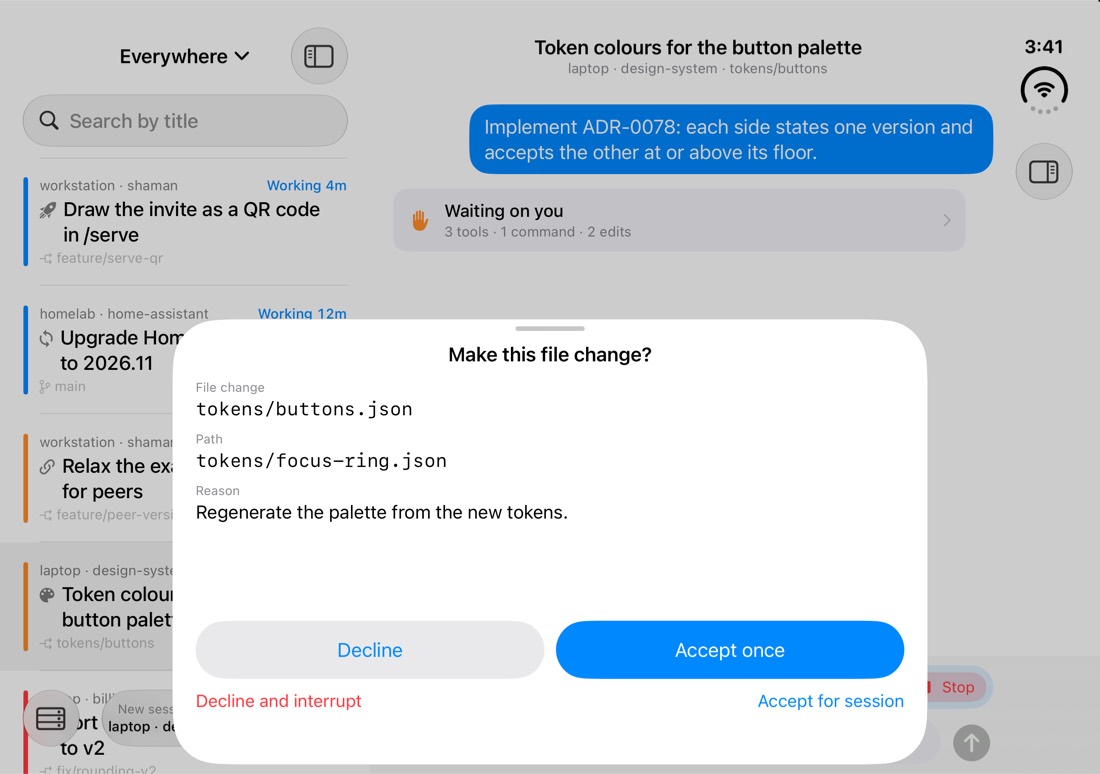 Everywhere
Search by title
workstation · shaman
Working 4m
Draw the invite as a QR code
in /serve
feature/serve-qr
homelab · home-assistant
Working 12m
Upgrade Hom
to 2026.11
main
workstation · shama
Relax the
for peers
feature/peer-versi
laptop · design-syste
Token colou
button palet
tokens/buttons
to v2
fix/rounding-v2
New sess
laptop · de
Token colours for the button palette
laptop · design-system · tokens/buttons
3:41
Implement ADR-0078: each side states one version and
accepts the other at or above its floor.
Waiting on you
3 tools · 1 command · 2 edits
Make this file change?
File change
tokens/buttons.json
Path
tokens/focus-ring.json
Reason
Regenerate the palette from the new tokens.
Decline
Accept once
Decline and interrupt
Accept for session
Stop